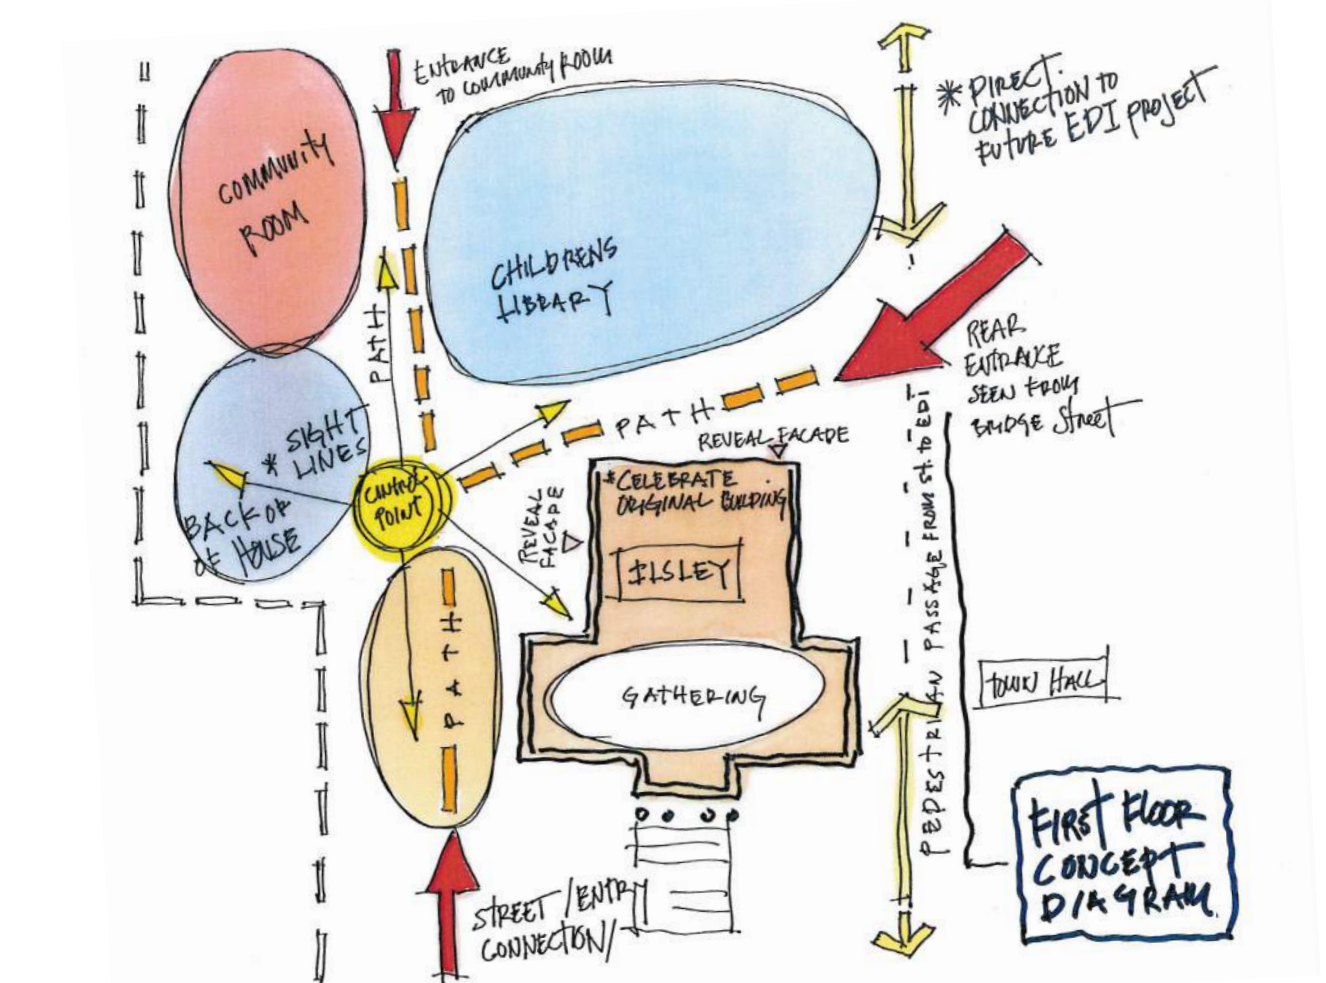 ENTRANCE
TO COMMUNITY ROOM
* DIRECT
CONNECTION TO
FUTURE EDI PROJECT
COMMUNITY
ROOM
CHILDRENS
LIBRARY
PATH
REAR
ENTRANCE
SEEN FROM
BRIDGE STREET
* SIGHT
LINES
PATH
REVEAL FACADE
CONTROL
POINT
BACK OF
OF HOUSE
REVEAL
FACADE
* CELEBRATE
ORIGINAL BUILDING
ILSLEY
PATH
GATHERING
PEDESTRIAN PASSAGE FROM ST. TO EDI
TOWN HALL
STREET / ENTRY
CONNECTION /
FIRST FLOOR
CONCEPT
DIAGRAM